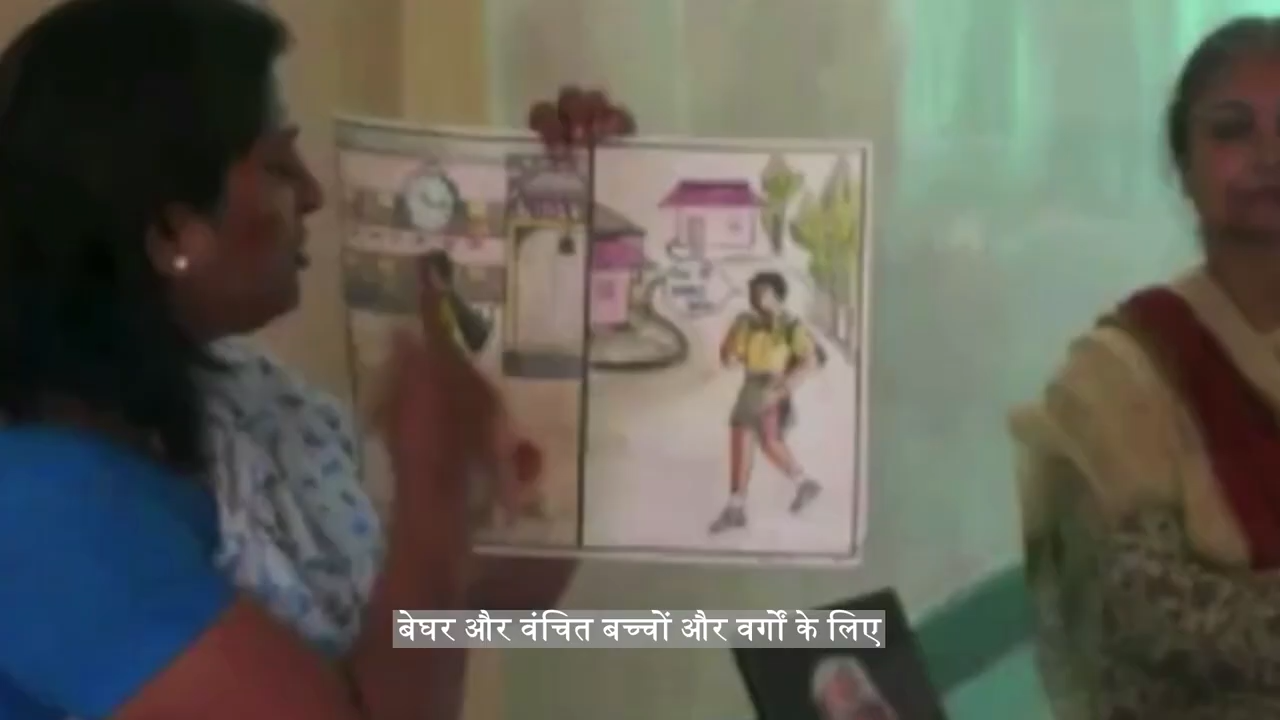 बेघर और वंचित बच्चों और वर्गों के लिए